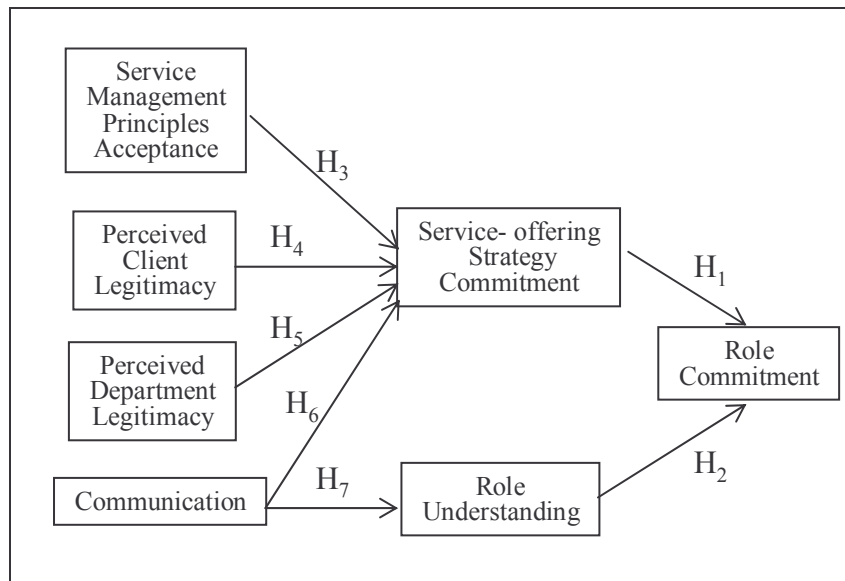 Service
Management
Principles
Acceptance
H₃
Perceived
Client
Legitimacy
H₄
Service- offering
Strategy
Commitment
H₁
Perceived
Department
Legitimacy
H₅
H₆
Role
Commitment
Communication
H₇
Role
Understanding
H₂